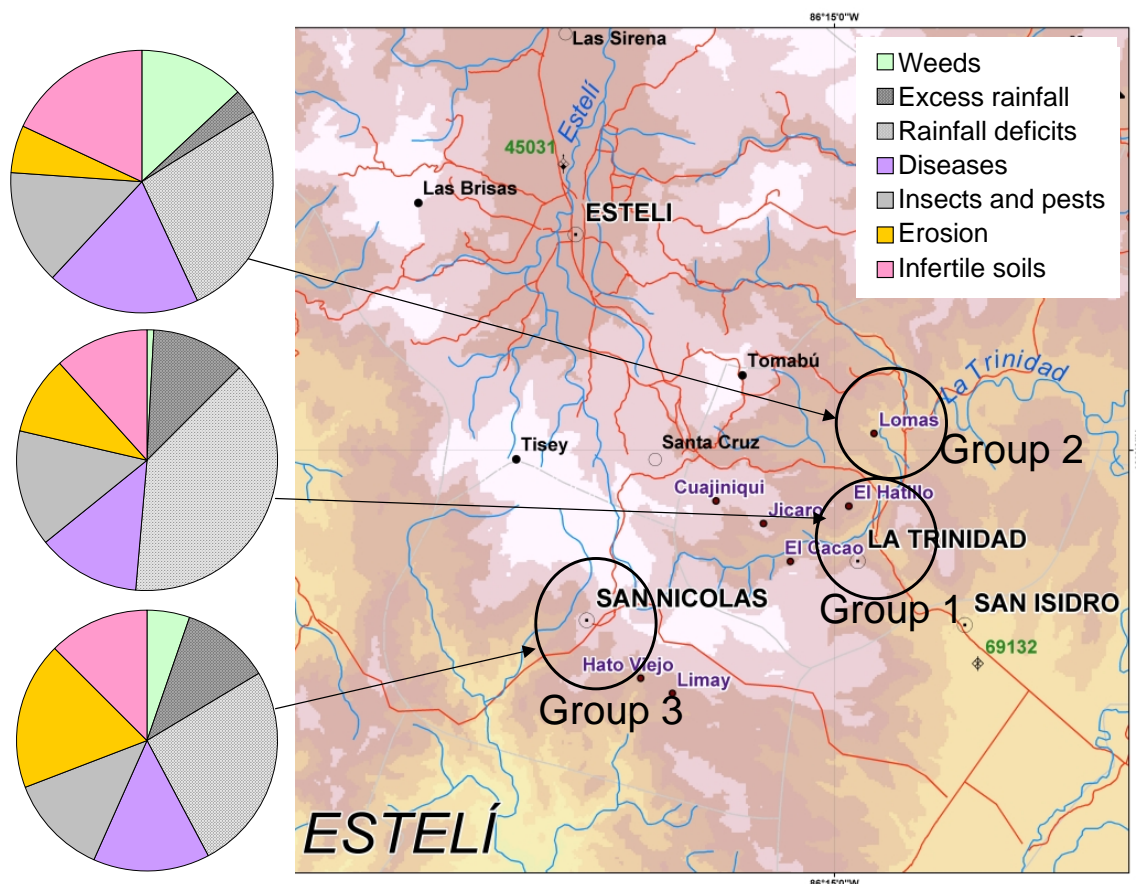 86°15'0"W
Las Sirena
Weeds
Excess rainfall
Rainfall deficits
Diseases
Insects and pests
Erosion
Infertile soils
Estelí
45031
Las Brisas
ESTELI
Tomabú
La Trinidad
Lomas
Group 2
Tisey
Santa Cruz
Cuajiniqui
El Hatillo
Jicaro
LA TRINIDAD
El Cacao
SAN NICOLAS
Group 1
SAN ISIDRO
69132
Hato Viejo
Limay
Group 3
ESTELÍ
86°15'0"W